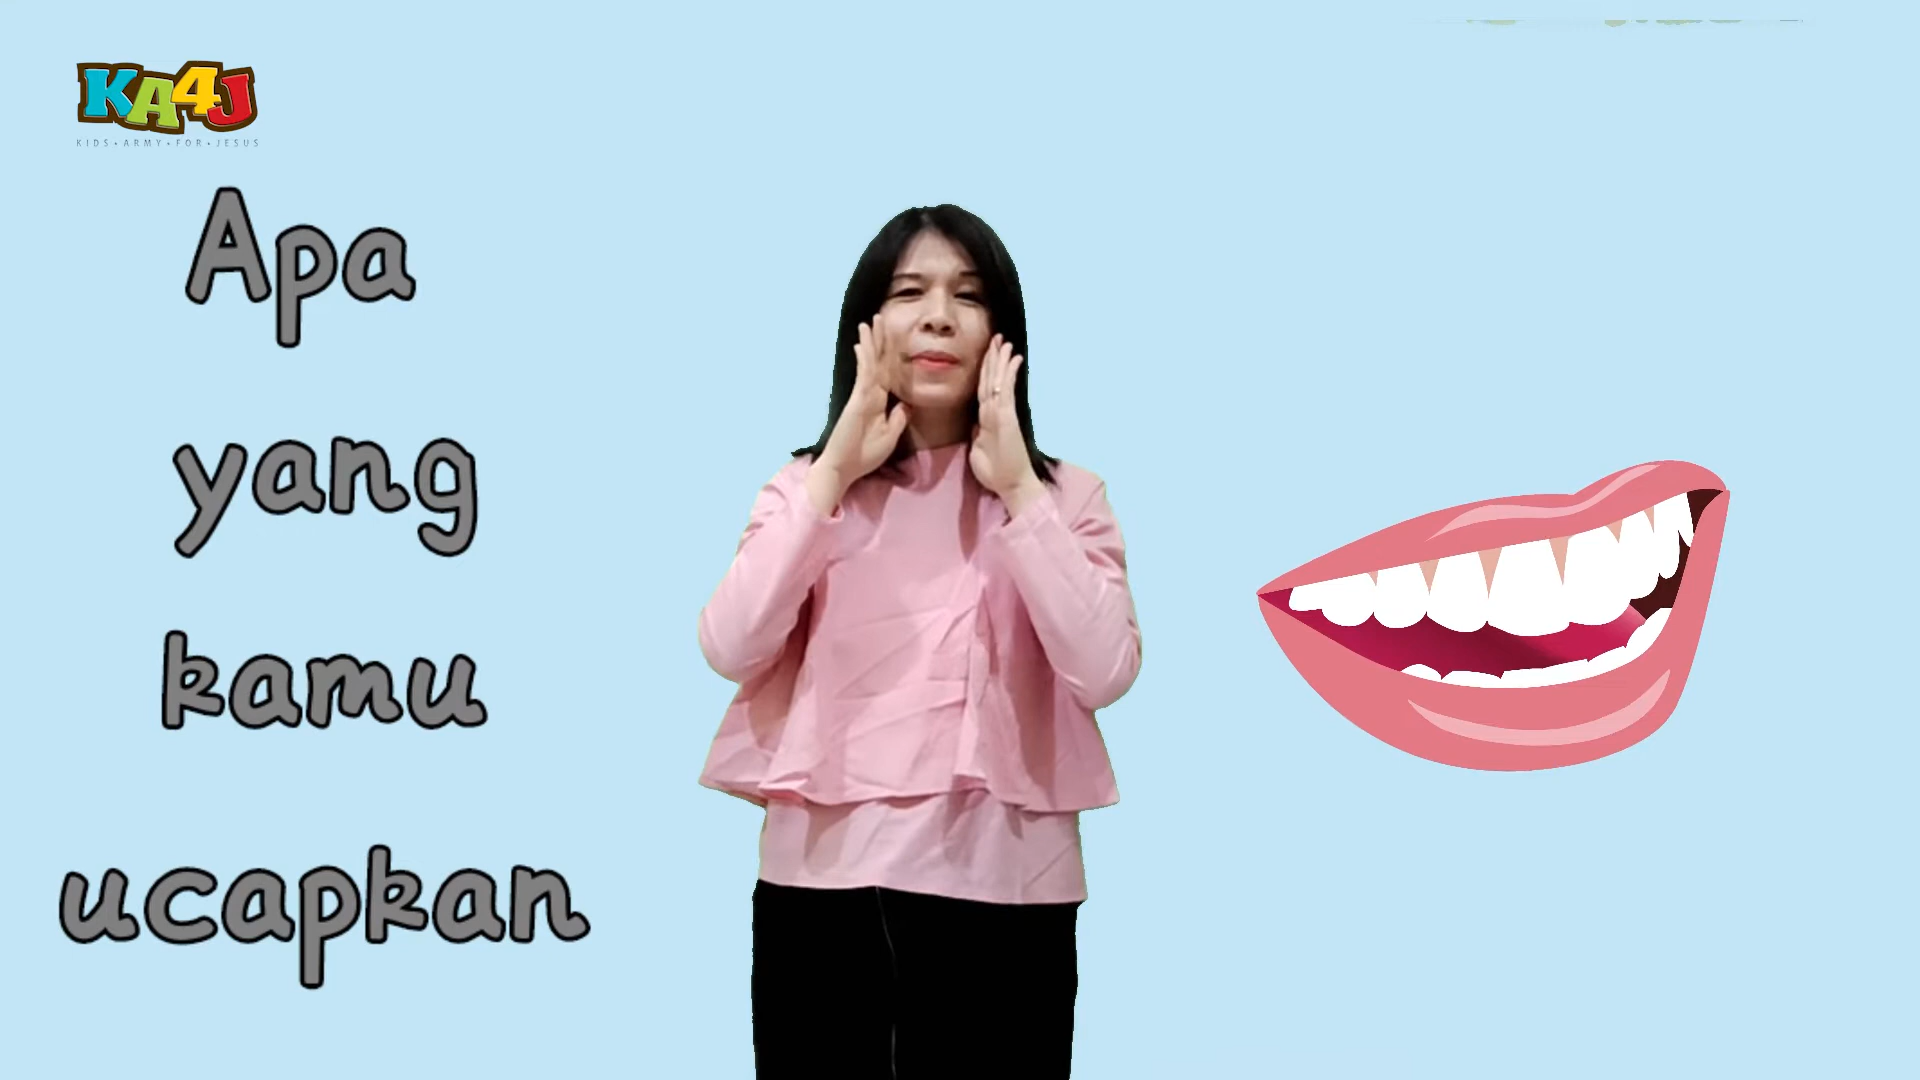 KA4J
KIDS • ARMY • FOR • JESUS
Apa
yang
kamu
ucapkan